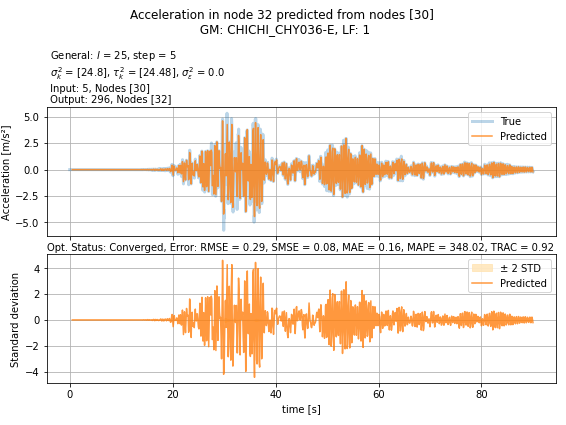 Acceleration in node 32 predicted from nodes [30]
GM: CHICHI_CHY036-E, LF: 1
General: l = 25, step = 5
σ²ₖ = [24.8], τ²ₖ = [24.48], σ²ε = 0.0
Input: 5, Nodes [30]
Output: 296, Nodes [32]
Acceleration [m/s²]
5.0
2.5
0.0
−2.5
−5.0
True
Predicted
Opt. Status: Converged, Error: RMSE = 0.29, SMSE = 0.08, MAE = 0.16, MAPE = 348.02, TRAC = 0.92
Standard deviation
4
2
0
−2
−4
± 2 STD
Predicted
0 20 40 60 80
time [s]